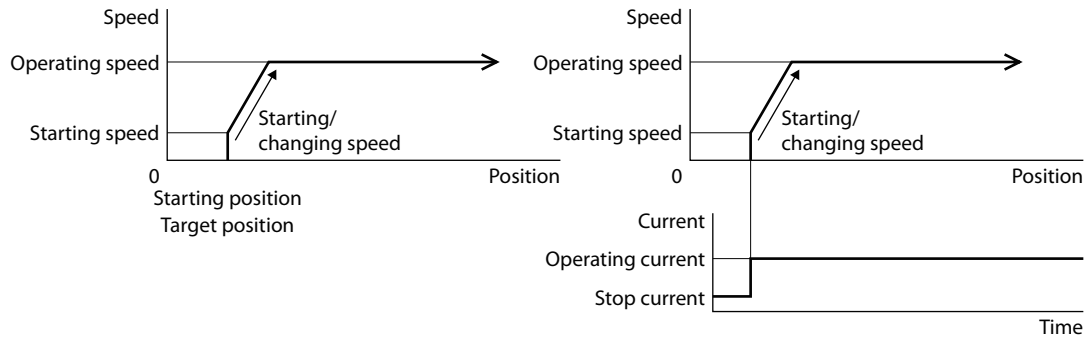 Speed
Operating speed
Starting speed
Starting/
changing speed
0
Position
Starting position
Target position
Speed
Operating speed
Starting speed
Starting/
changing speed
0
Position
Current
Operating current
Stop current
Time